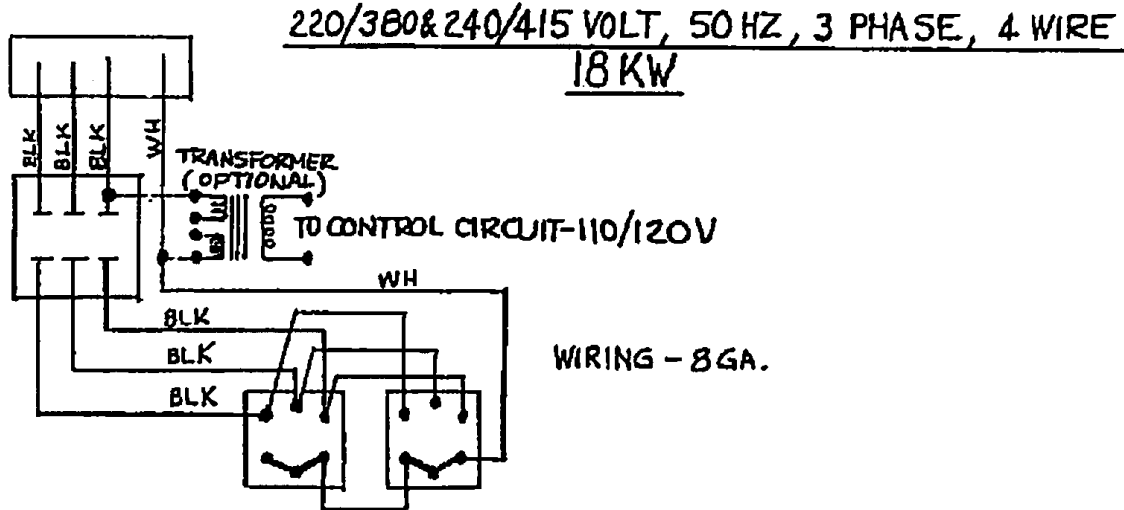 220/380&240/415 VOLT, 50 HZ, 3 PHASE, 4 WIRE
18 KW
BLK
BLK
BLK
WH
TRANSFORMER
(OPTIONAL)
TO CONTROL CIRCUIT-110/120V
WH
BLK
BLK
BLK
WIRING - 8GA.